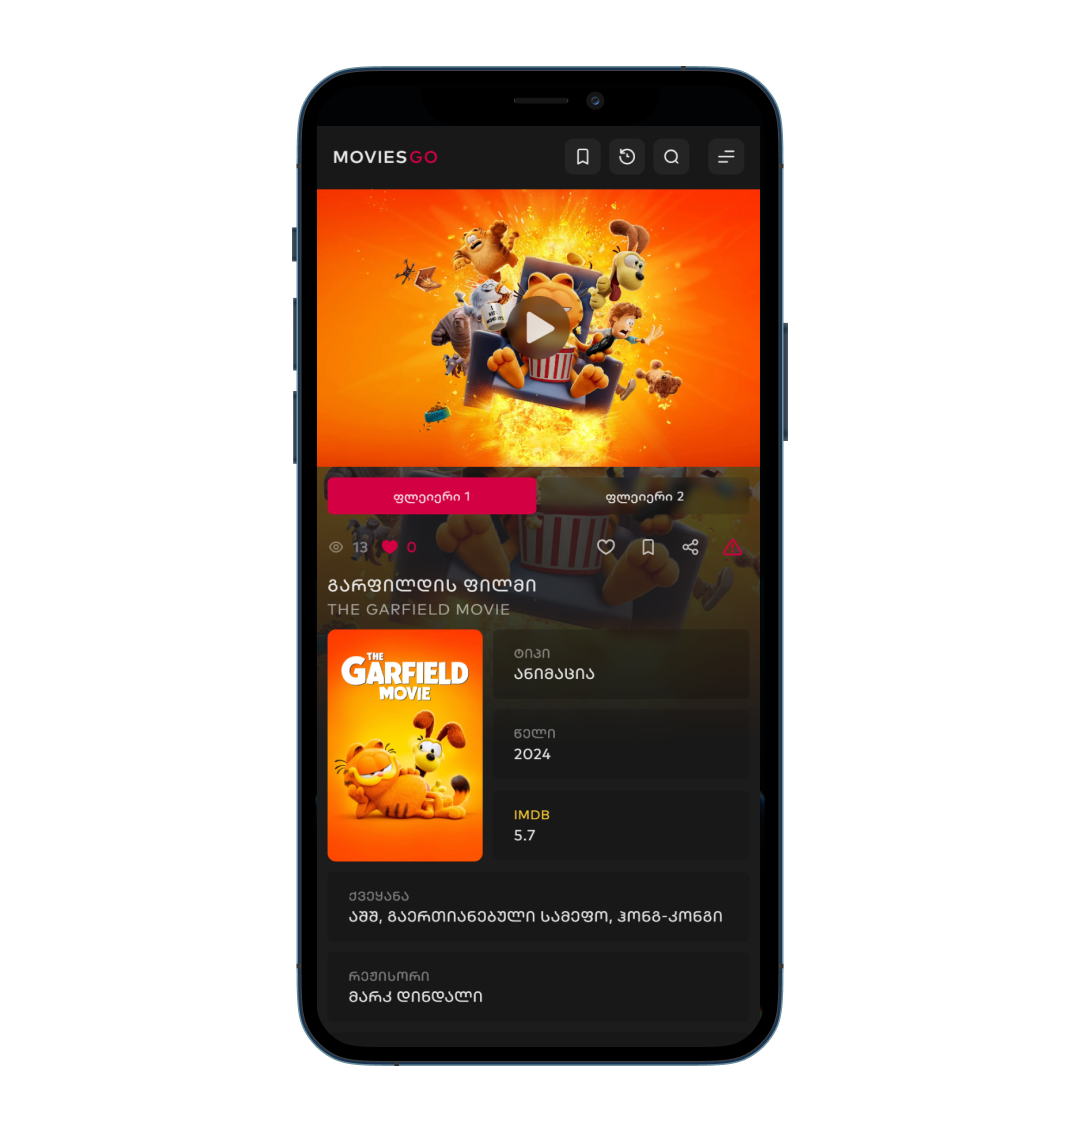 MOVIESGO
ფლეიერი 1
ფლეიერი 2
13
0
ᲒᲐᲠᲤᲘᲚᲓᲘᲡ ᲤᲘᲚᲛᲘ
THE GARFIELD MOVIE
THE
GARFIELD
MOVIE
ᲢᲘᲞᲘ
ᲐᲜᲘᲛᲐᲪᲘᲐ
ᲬᲔᲚᲘ
2024
IMDB
5.7
ᲥᲕᲔᲧᲐᲜᲐ
ᲐᲨᲨ, ᲒᲐᲔᲠᲗᲘᲐᲜᲔᲑᲣᲚᲘ ᲡᲐᲛᲔᲤᲝ, ᲰᲝᲜᲒ-ᲙᲝᲜᲒᲘ
ᲠᲔᲟᲘᲡᲝᲠᲘ
ᲛᲐᲠᲙ ᲓᲘᲜᲓᲐᲚᲘ